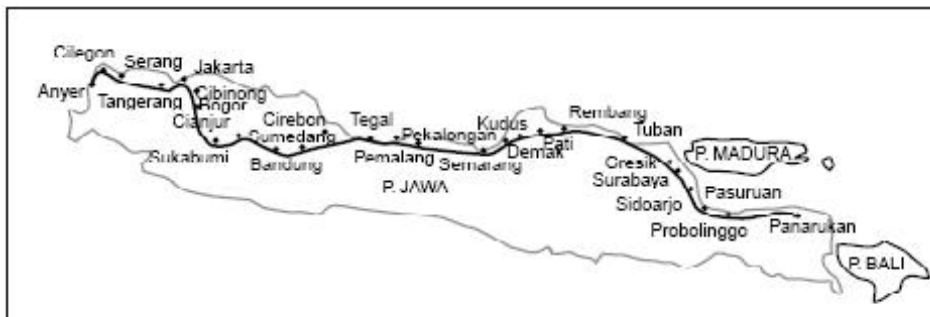 Cilegon
Serang
Jakarta
Anyer
Tangerang
Cibinong
Bogor
Cianjur
Sukabumi
Bandung
Sumedang
Cirebon
Tegal
Pemalang
Pekalongan
Semarang
Kudus
Demak
Pati
Rembang
Tuban
Gresik
Surabaya
Sidoarjo
Pasuruan
Probolinggo
Panarukan
P. JAWA
P. MADURA
P. BALI